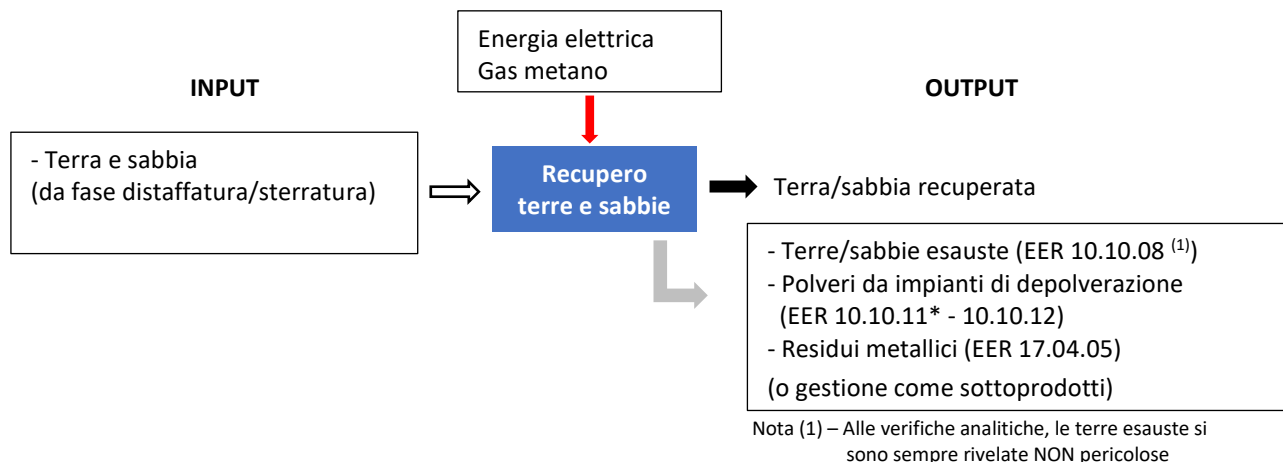 Energia elettrica
Gas metano
INPUT
OUTPUT
- Terra e sabbia
(da fase distaffatura/sterratura)
Recupero
terre e sabbie
Terra/sabbia recuperata
- Terre/sabbie esauste (EER 10.10.08 (1))
- Polveri da impianti di depolverazione
(EER 10.10.11* - 10.10.12)
- Residui metallici (EER 17.04.05)
(o gestione come sottoprodotti)
Nota (1) – Alle verifiche analitiche, le terre esauste si
sono sempre rivelate NON pericolose